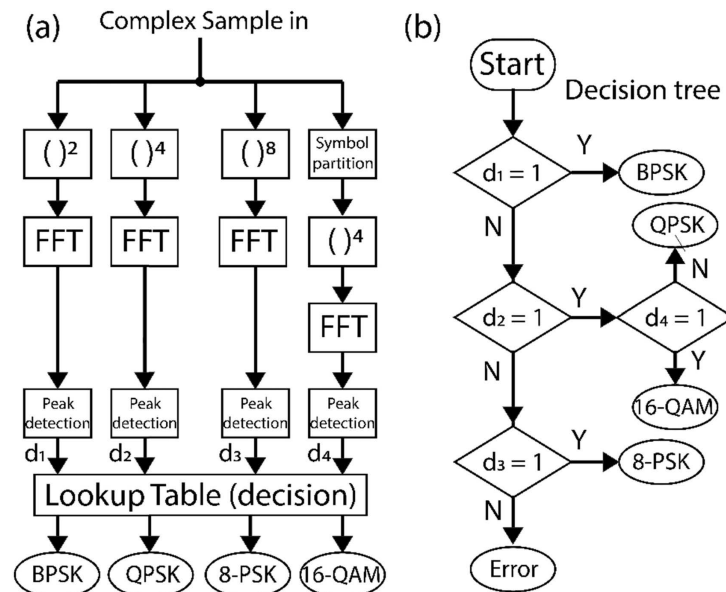 (a)
Complex Sample in
( )²
( )⁴
( )⁸
Symbol
partition
FFT
FFT
FFT
( )⁴
FFT
Peak
detection
Peak
detection
Peak
detection
Peak
detection
d₁
d₂
d₃
d₄
Lookup Table (decision)
BPSK
QPSK
8-PSK
16-QAM
(b)
Start
Decision tree
d₁ = 1
Y
BPSK
N
QPSK
N
d₂ = 1
Y
d₄ = 1
Y
N
16-QAM
d₃ = 1
Y
8-PSK
N
Error